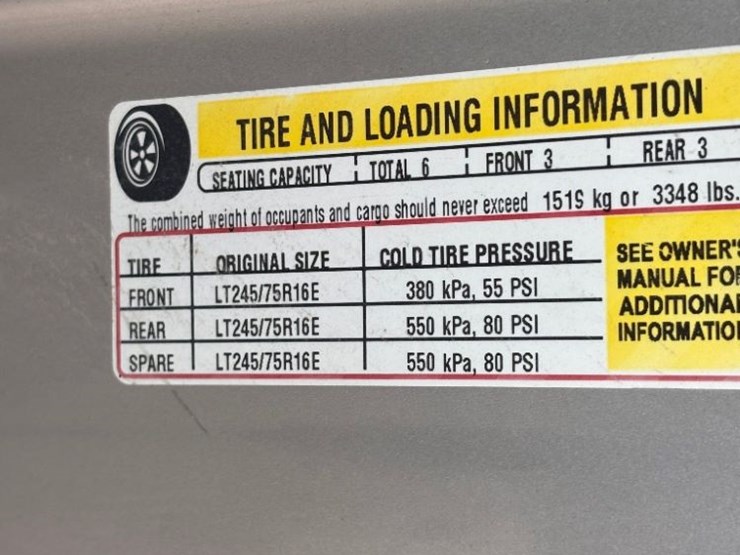 TIRE AND LOADING INFORMATION
SEATING CAPACITY TOTAL 6 FRONT 3 REAR 3
The combined weight of occupants and cargo should never exceed 1519 kg or 3348 lbs.
TIRE ORIGINAL SIZE COLD TIRE PRESSURE
FRONT LT245/75R16E 380 kPa, 55 PSI
REAR LT245/75R16E 550 kPa, 80 PSI
SPARE LT245/75R16E 550 kPa, 80 PSI
SEE OWNER'S
MANUAL FOR
ADDITIONAL
INFORMATION